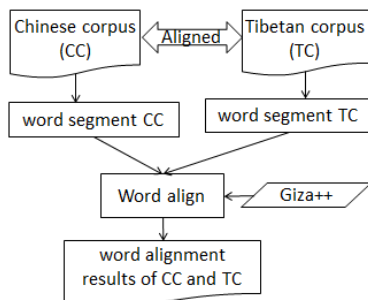 Chinese corpus
(CC)
Aligned
Tibetan corpus
(TC)
word segment CC
word segment TC
Word align
Giza++
word alignment
results of CC and TC